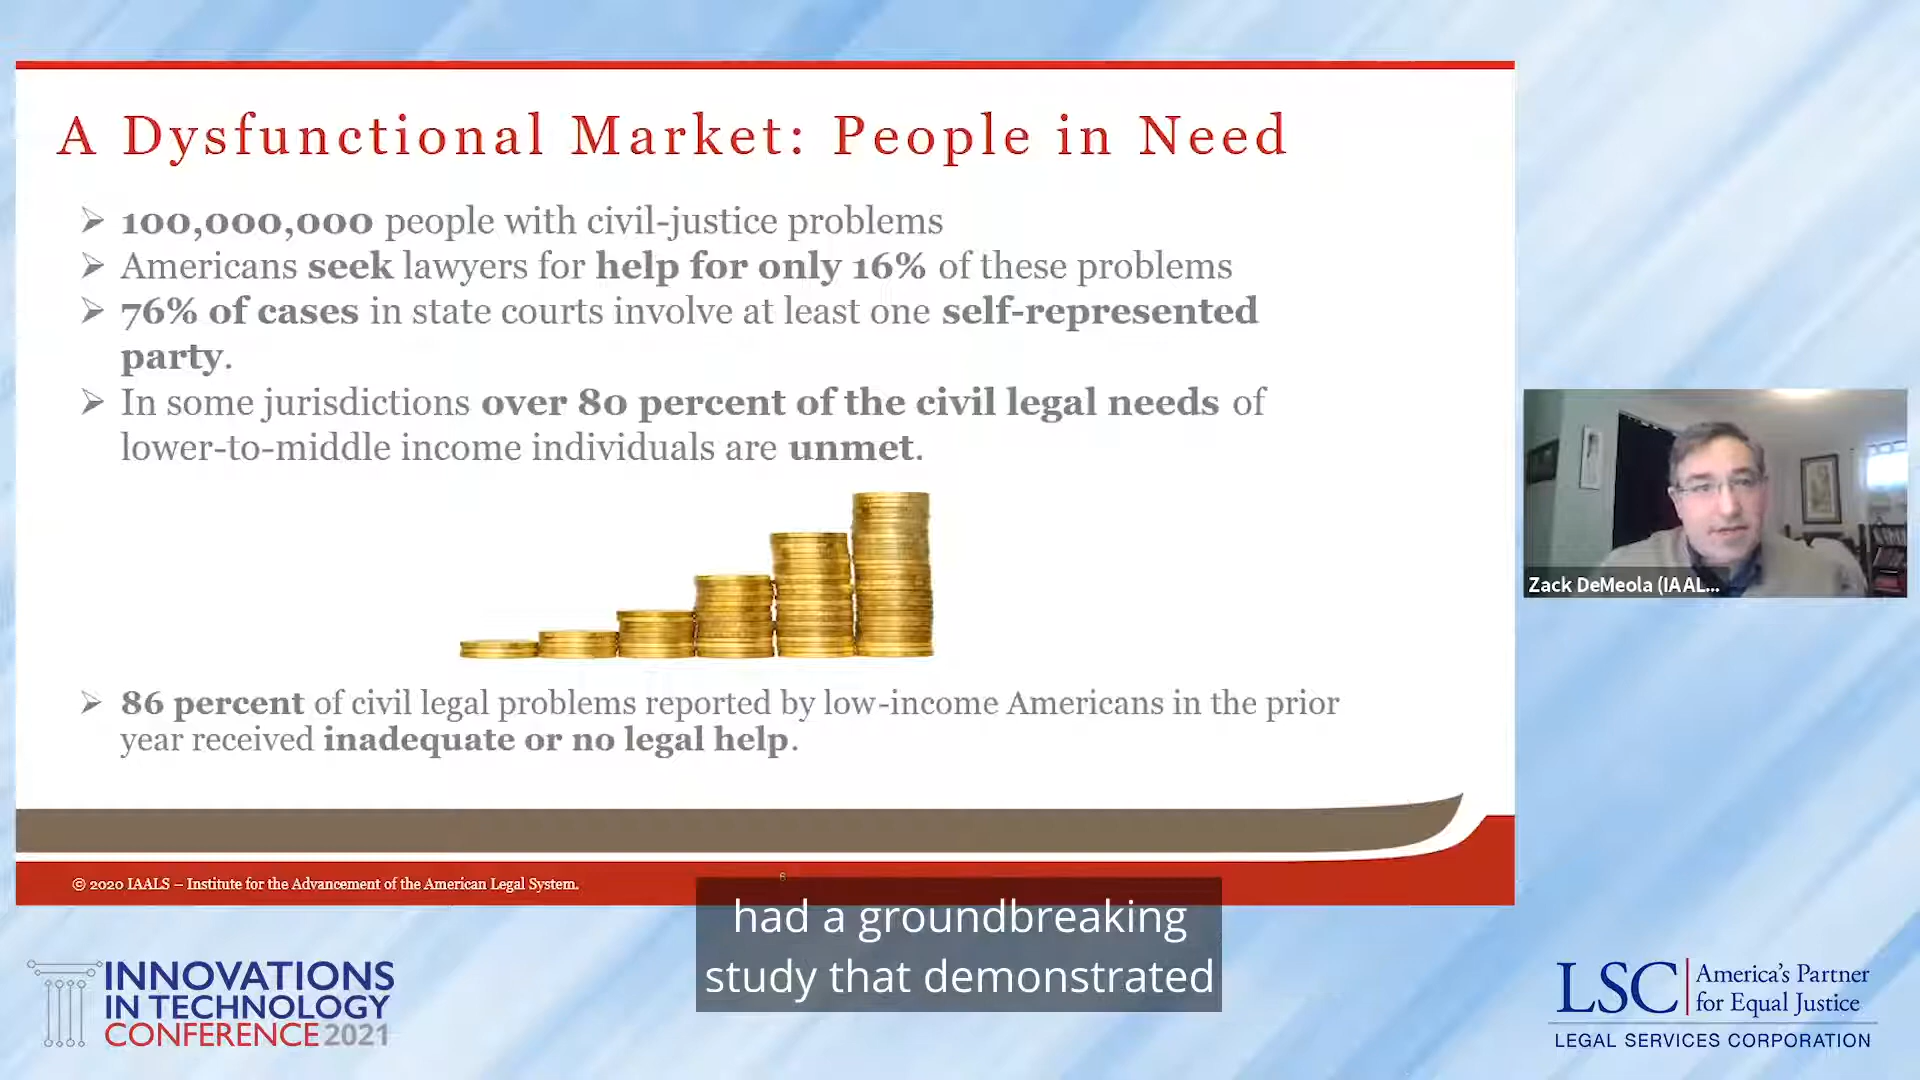 A Dysfunctional Market: People in Need
100,000,000 people with civil-justice problems
Americans seek lawyers for help for only 16% of these problems
76% of cases in state courts involve at least one self-represented
party.
In some jurisdictions over 80 percent of the civil legal needs of
lower-to-middle income individuals are unmet.
86 percent of civil legal problems reported by low-income Americans in the prior
year received inadequate or no legal help.
© 2020 IAALS – Institute for the Advancement of the American Legal System.
6
Zack DeMeola (IAAL...
had a groundbreaking
study that demonstrated
INNOVATIONS
IN TECHNOLOGY
CONFERENCE 2021
LSC America's Partner
for Equal Justice
LEGAL SERVICES CORPORATION